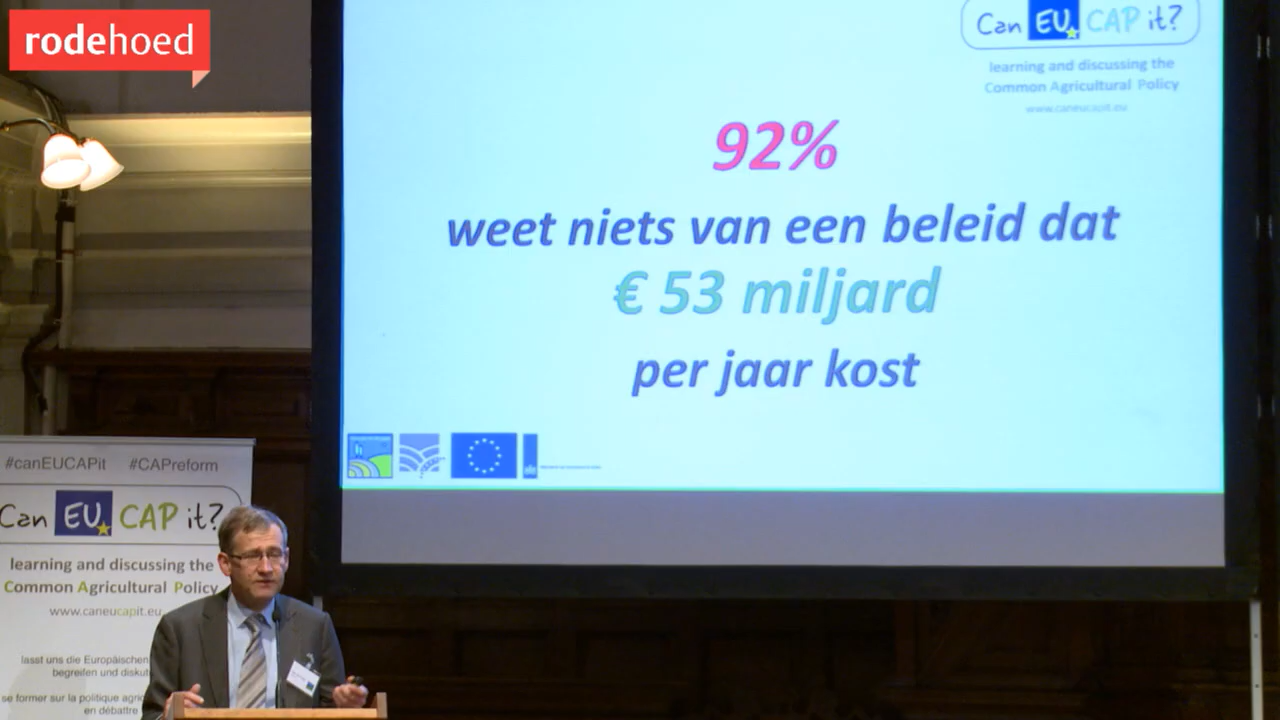 rodehoed
Can EU CAP it?
learning and discussing the
Common Agricultural Policy
www.caneucapit.eu
92%
weet niets van een beleid dat
€ 53 miljard
per jaar kost
#canEUCAPit #CAPreform
Can EU CAP it?
learning and discussing the
Common Agricultural Policy
www.caneucapit.eu
lasst uns die Europäischen
begreifen und diskut
se former sur la politique agric
en débattre